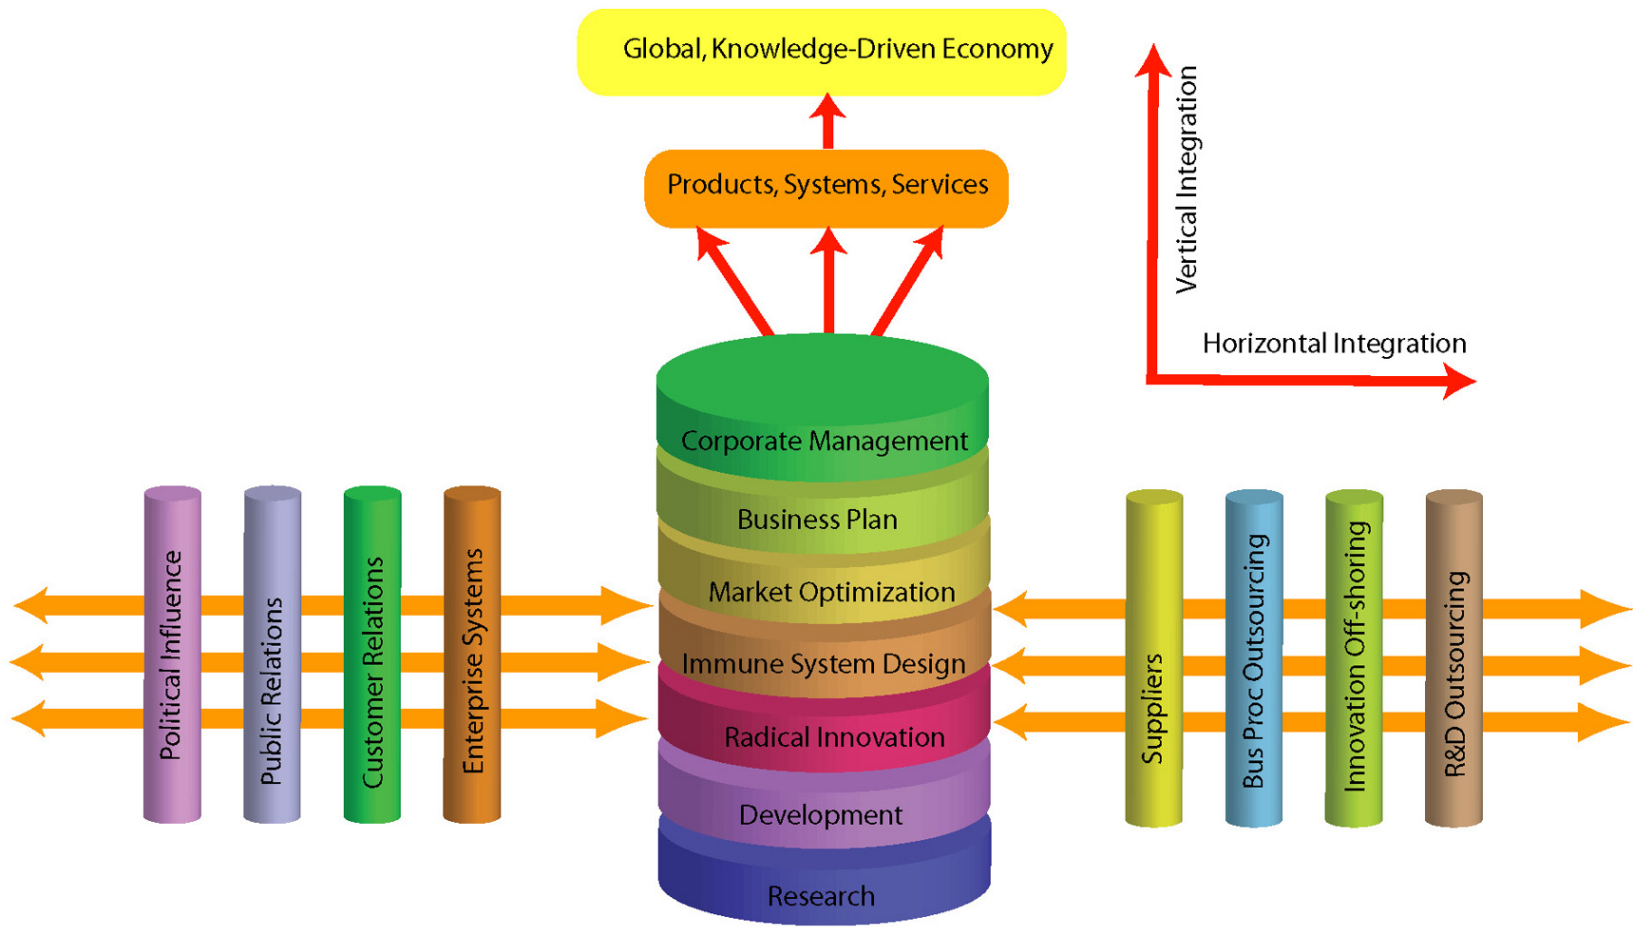 Global, Knowledge-Driven Economy
Products, Systems, Services
Vertical Integration
Horizontal Integration
Corporate Management
Business Plan
Market Optimization
Immune System Design
Radical Innovation
Development
Research
Political Influence
Public Relations
Customer Relations
Enterprise Systems
Suppliers
Bus Proc Outsourcing
Innovation Off-shoring
R&D Outsourcing